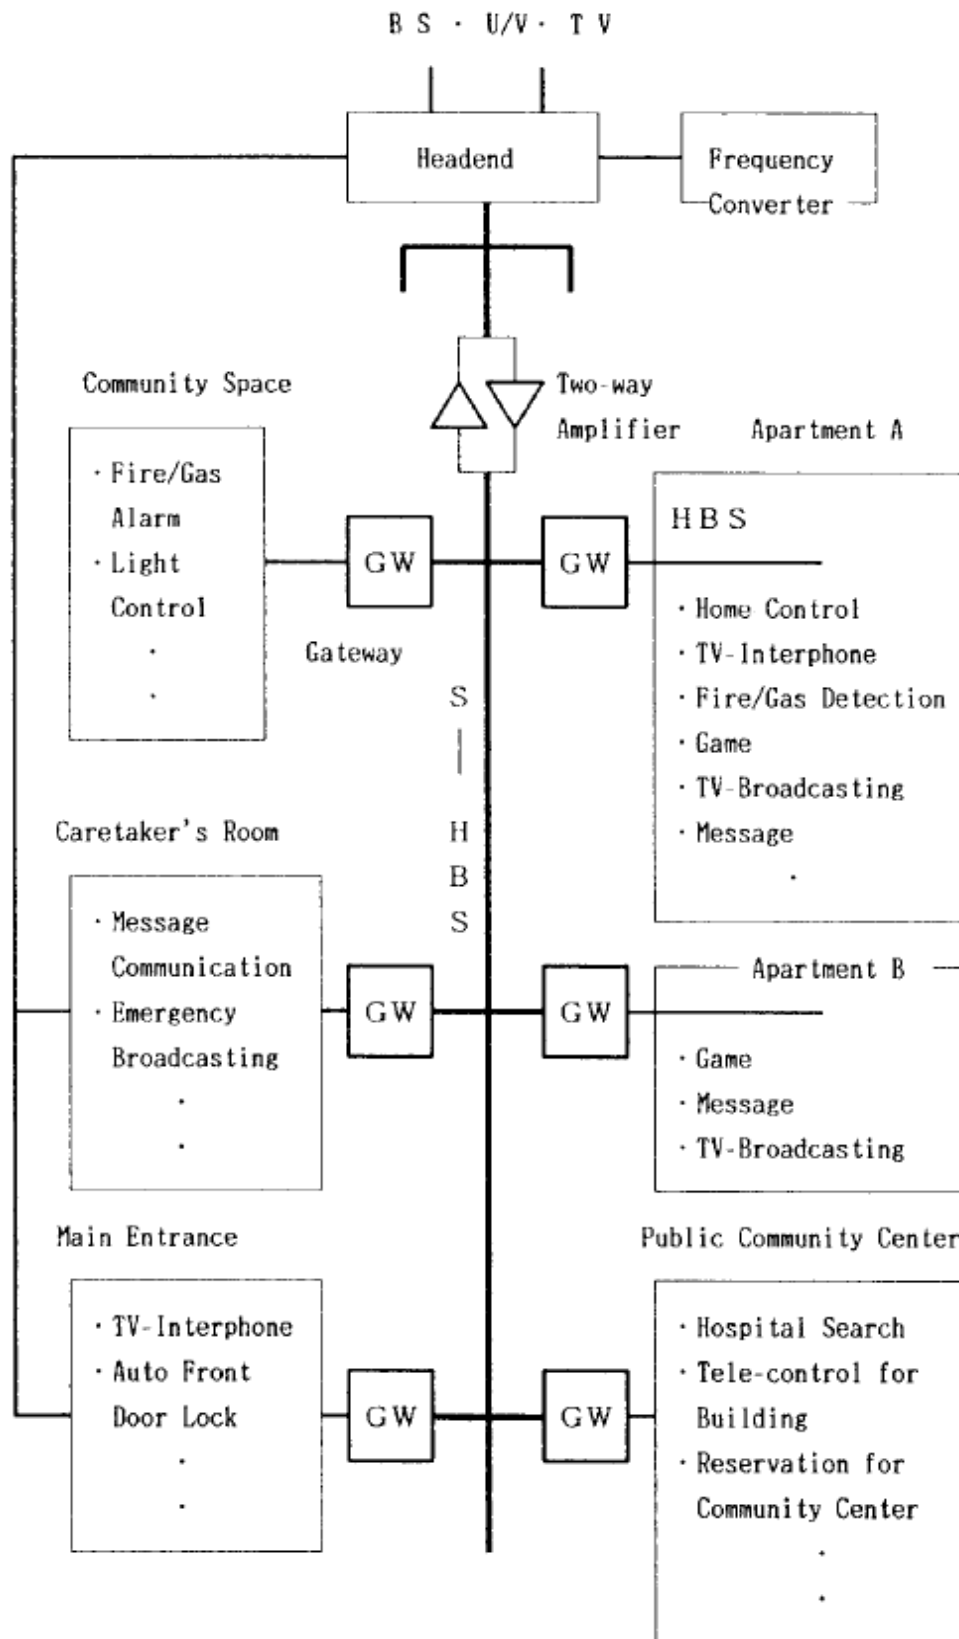 BS · U/V · TV
Headend
Frequency
Converter
Two-way
Amplifier
Community Space
· Fire/Gas
Alarm
· Light
Control
·
·
GW
Gateway
GW
Apartment A
HBS
· Home Control
· TV-Interphone
· Fire/Gas Detection
· Game
· TV-Broadcasting
· Message
·
S
|
H
B
S
Caretaker's Room
· Message
Communication
· Emergency
Broadcasting
·
·
GW
GW
Apartment B
· Game
· Message
· TV-Broadcasting
Main Entrance
· TV-Interphone
· Auto Front
Door Lock
·
·
GW
GW
Public Community Center
· Hospital Search
· Tele-control for
Building
· Reservation for
Community Center
·
·